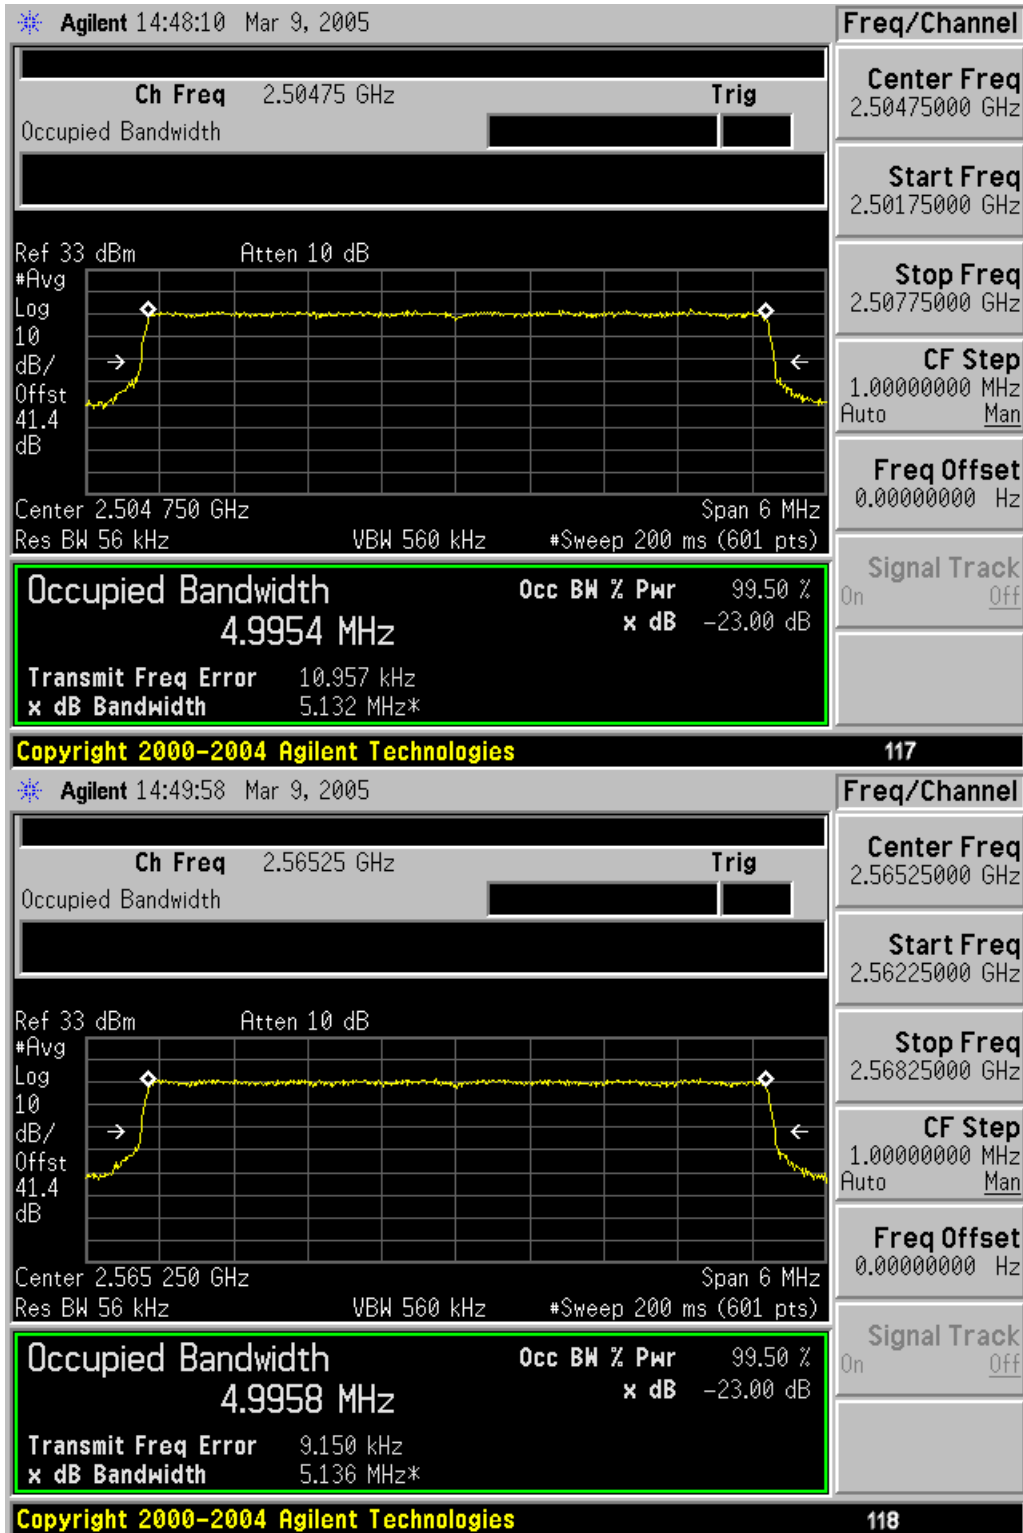 Agilent 14:48:10 Mar 9, 2005
Freq/Channel
Ch Freq 2.50475 GHz Trig
Occupied Bandwidth
Center Freq
2.50475000 GHz
Start Freq
2.50175000 GHz
Stop Freq
2.50775000 GHz
CF Step
1.00000000 MHz
Auto Man
Freq Offset
0.00000000 Hz
Signal Track
On Off
Ref 33 dBm Atten 10 dB
#Avg
Log
10
dB/
Offst
41.4
dB
Center 2.504 750 GHz Span 6 MHz
Res BW 56 kHz VBW 560 kHz #Sweep 200 ms (601 pts)
Occupied Bandwidth Occ BW % Pwr 99.50 %
4.9954 MHz x dB -23.00 dB
Transmit Freq Error 10.957 kHz
x dB Bandwidth 5.132 MHz*
Copyright 2000-2004 Agilent Technologies 117
Agilent 14:49:58 Mar 9, 2005
Freq/Channel
Ch Freq 2.56525 GHz Trig
Occupied Bandwidth
Center Freq
2.56525000 GHz
Start Freq
2.56225000 GHz
Stop Freq
2.56825000 GHz
CF Step
1.00000000 MHz
Auto Man
Freq Offset
0.00000000 Hz
Signal Track
On Off
Ref 33 dBm Atten 10 dB
#Avg
Log
10
dB/
Offst
41.4
dB
Center 2.565 250 GHz Span 6 MHz
Res BW 56 kHz VBW 560 kHz #Sweep 200 ms (601 pts)
Occupied Bandwidth Occ BW % Pwr 99.50 %
4.9958 MHz x dB -23.00 dB
Transmit Freq Error 9.150 kHz
x dB Bandwidth 5.136 MHz*
Copyright 2000-2004 Agilent Technologies 118